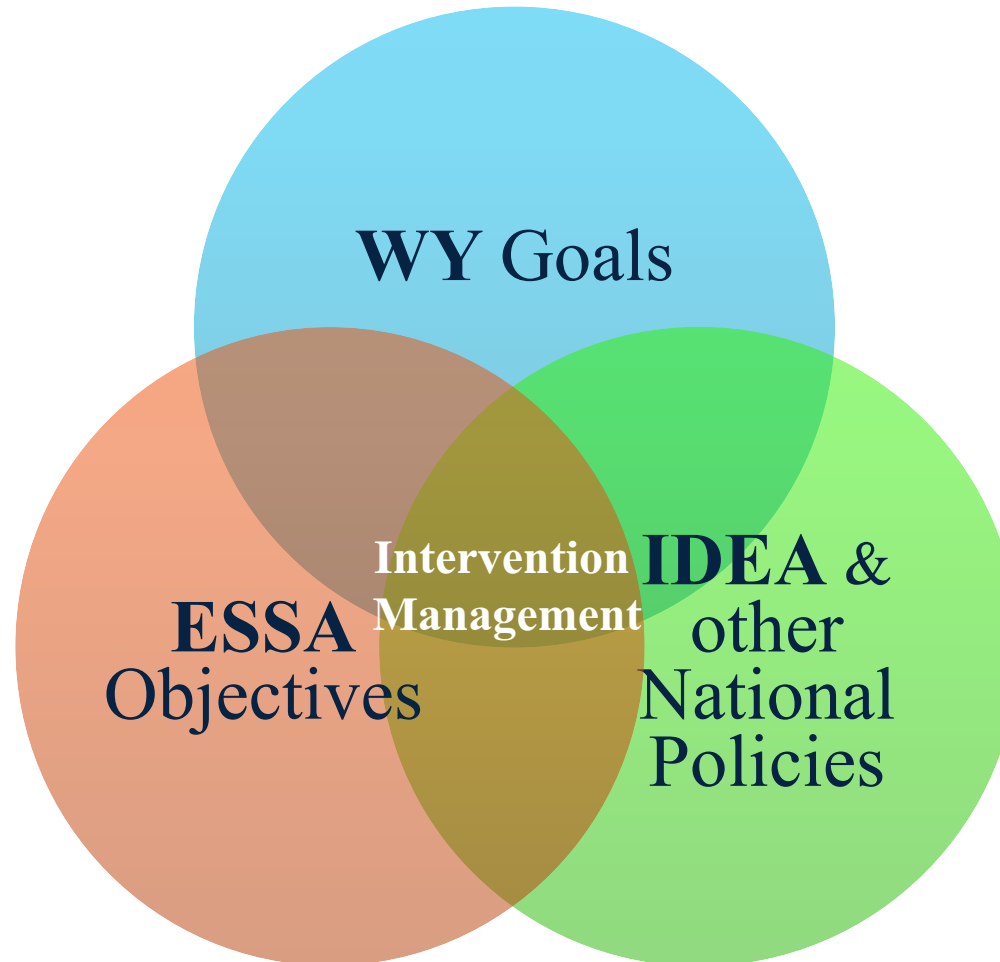 WY Goals
Intervention
Management
ESSA
Objectives
IDEA &
other
National
Policies